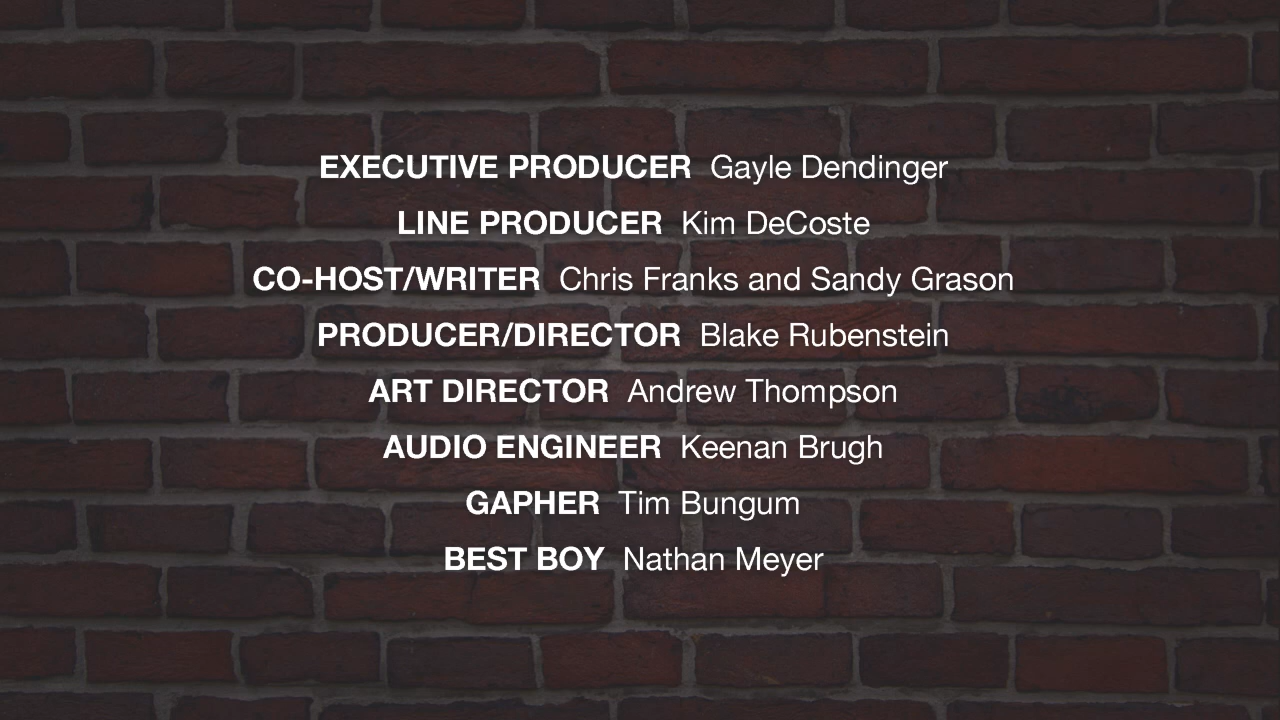 EXECUTIVE PRODUCER Gayle Dendinger
LINE PRODUCER Kim DeCoste
CO-HOST/WRITER Chris Franks and Sandy Grason
PRODUCER/DIRECTOR Blake Rubenstein
ART DIRECTOR Andrew Thompson
AUDIO ENGINEER Keenan Brugh
GAPHER Tim Bungum
BEST BOY Nathan Meyer